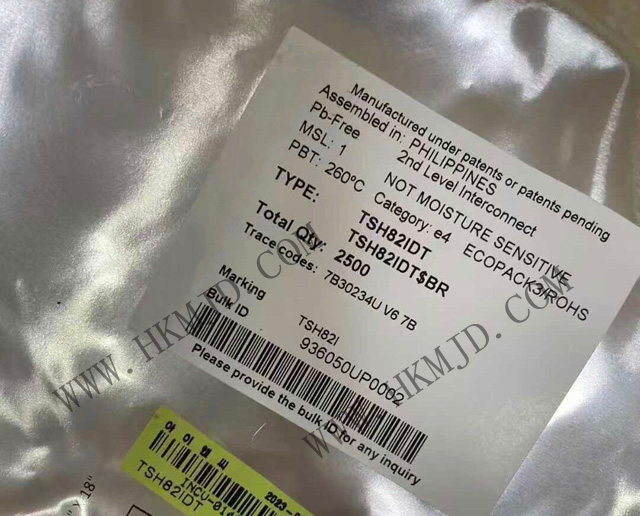 Manufactured under patents or patents pending
Assembled in: PHILIPPINES
Pb-Free 2nd Level Interconnect
MSL: 1 NOT MOISTURE SENSITIVE
PBT: 260ºC Category: e4 ECOPACK3/ROHS
TYPE: TSH82IDT
TSH82IDT$BR
Total Qty: 2500
Trace codes: 7B30234U V6 7B
Marking TSH82I
Bulk ID 936050UP0002
Please provide the bulk ID for any inquiry
WWW.HKMJD.COM
WWW.HKMJD.COM
TSH82IDT
18"